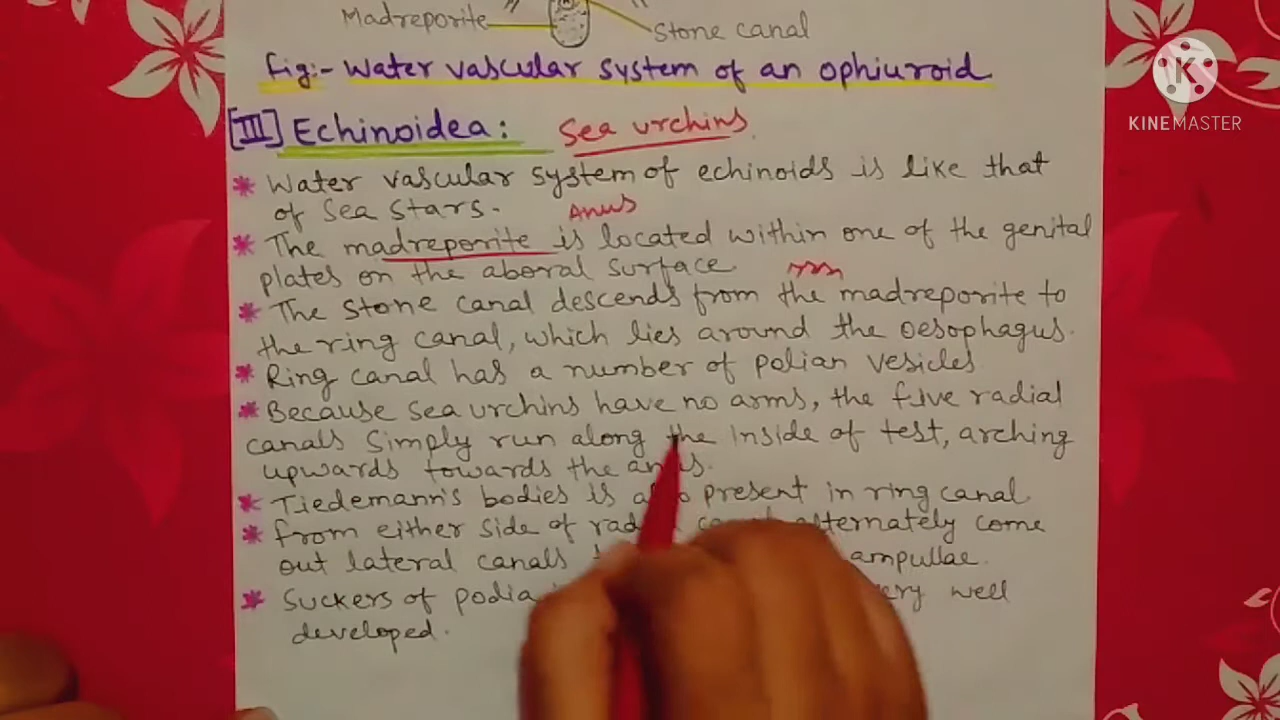 Madreporite
Stone canal
KINEMASTER
fig:- Water vascular system of an ophiuroid
[III] Echinoidea: Sea urchins
* Water vascular system of echinoids is like that
of sea stars. Anus
* The madreporite is located within one of the genital
plates on the aboral surface
* The stone canal descends from the madreporite to
the ring canal, which lies around the oesophagus.
* Ring canal has a number of polian vesicles
* Because sea urchins have no arms, the five radial
canals simply run along the inside of test, arching
upwards towards the anus.
* Tiedemann's bodies is also present in ring canal
* from either side of alternately come
out lateral canals ampullae.
* Suckers of podia well
developed.